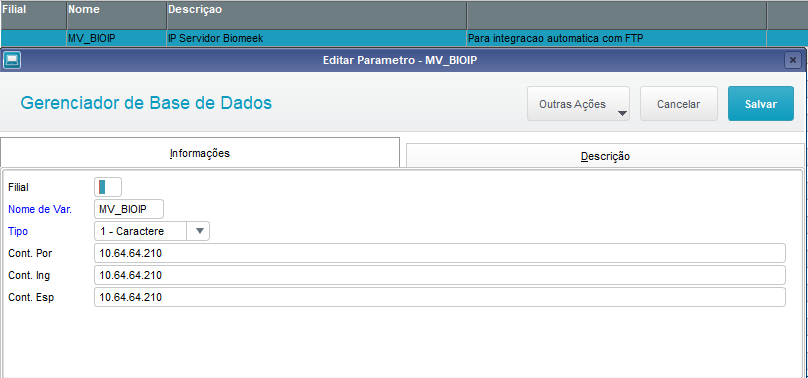 Filial Nome Descriçao
MV_BIOIP IP Servidor Biomeek Para integracao automatica com FTP
Editar Parametro - MV_BIOIP
Gerenciador de Base de Dados
Outras Ações Cancelar Salvar
Informações Descrição
Filial
Nome de Var. MV_BIOIP
Tipo 1 - Caractere
Cont. Por 10.64.64.210
Cont. Ing 10.64.64.210
Cont. Esp 10.64.64.210